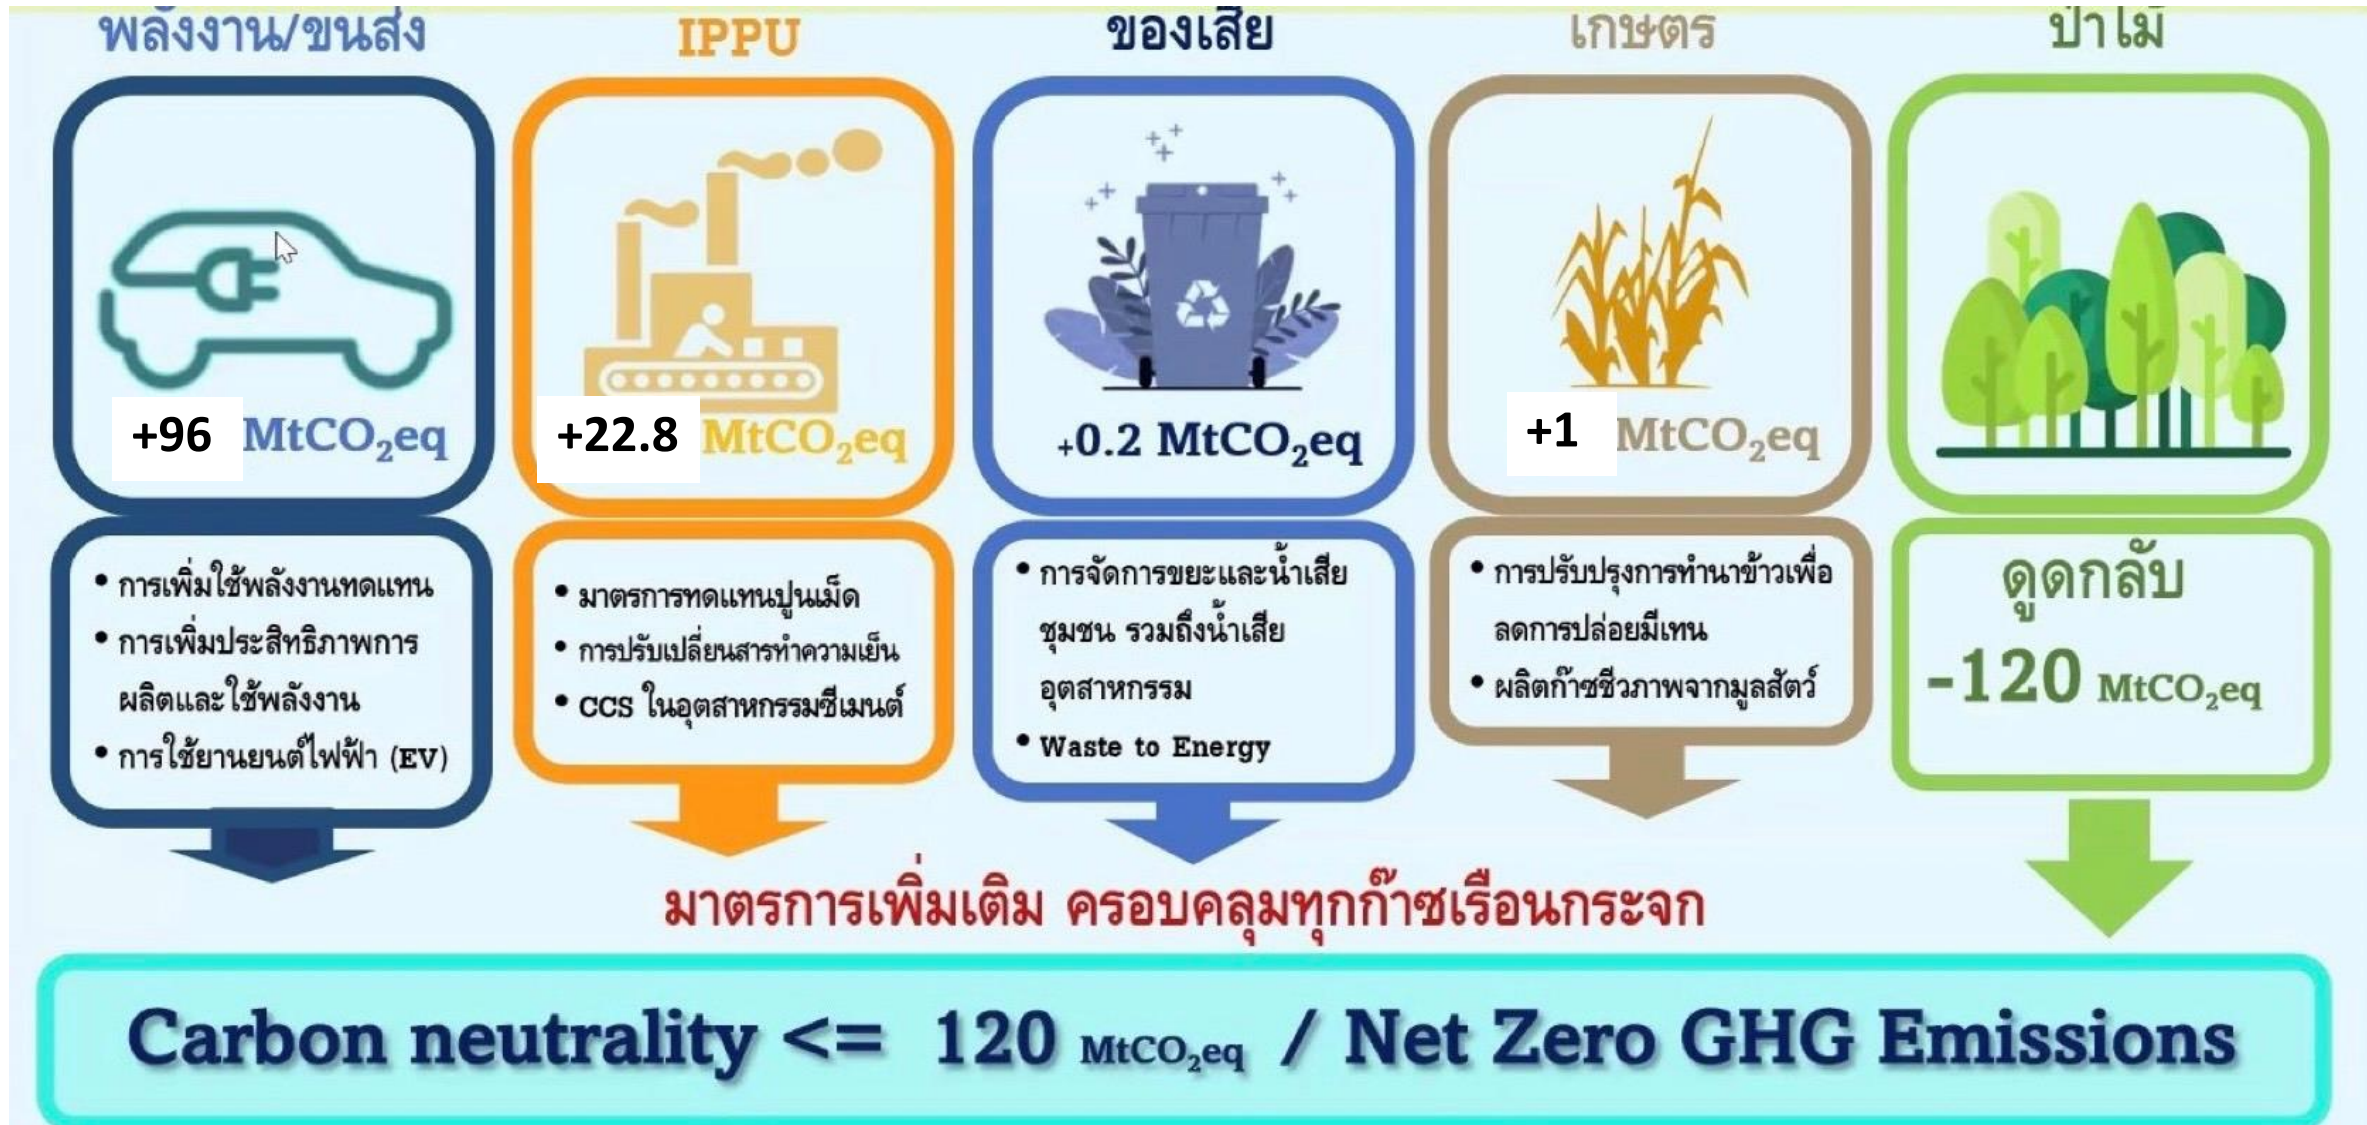 พลังงาน/ขนส่ง
+96 MtCO₂eq
• การเพิ่มใช้พลังงานทดแทน
• การเพิ่มประสิทธิภาพการ
ผลิตและใช้พลังงาน
• การใช้ยานยนต์ไฟฟ้า (EV)
IPPU
+22.8 MtCO₂eq
• มาตรการทดแทนปูนเม็ด
• การปรับเปลี่ยนสารทำความเย็น
• CCS ในอุตสาหกรรมซีเมนต์
ของเสีย
+0.2 MtCO₂eq
• การจัดการขยะและน้ำเสีย
ชุมชน รวมถึงน้ำเสีย
อุตสาหกรรม
• Waste to Energy
เกษตร
+1 MtCO₂eq
• การปรับปรุงการทำนาข้าวเพื่อ
ลดการปล่อยมีเทน
• ผลิตก๊าซชีวภาพจากมูลสัตว์
ป่าไม้
ดูดกลับ
-120 MtCO₂eq
มาตรการเพิ่มเติม ครอบคลุมทุกก๊าซเรือนกระจก
Carbon neutrality <= 120 MtCO₂eq / Net Zero GHG Emissions